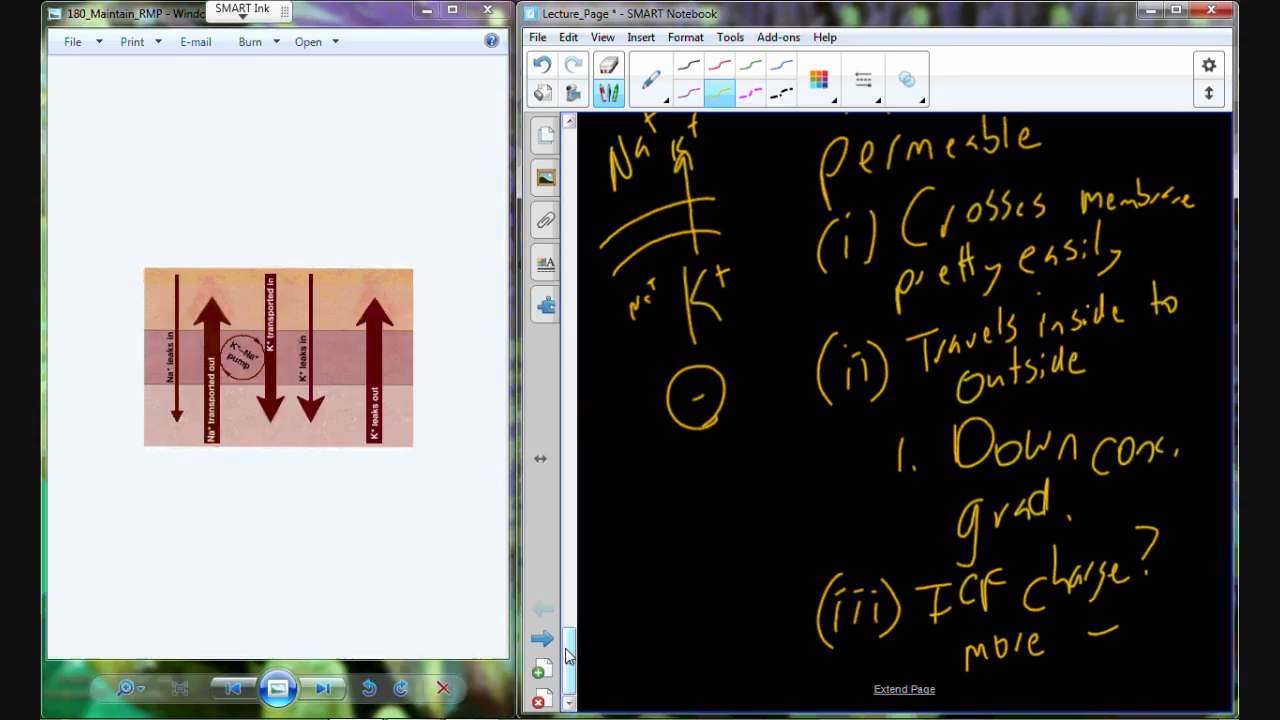 180_Maintain_RMP - Windo
SMART Ink
File
Print
E-mail
Burn
Open
Na⁺ leaks in
Na⁺ transported out
K⁺-Na⁺
pump
K⁺ transported in
K⁺ leaks in
K⁺ leaks out
Lecture_Page * - SMART Notebook
File Edit View Insert Format Tools Add-ons Help
Na⁺ K⁺
Na⁺ K⁺
-
permeable
(i) Crosses membrane
pretty easily
(ii) Travels inside to
outside
1. Down conc.
grad.
(iii) ICF charge?
more -
Extend Page